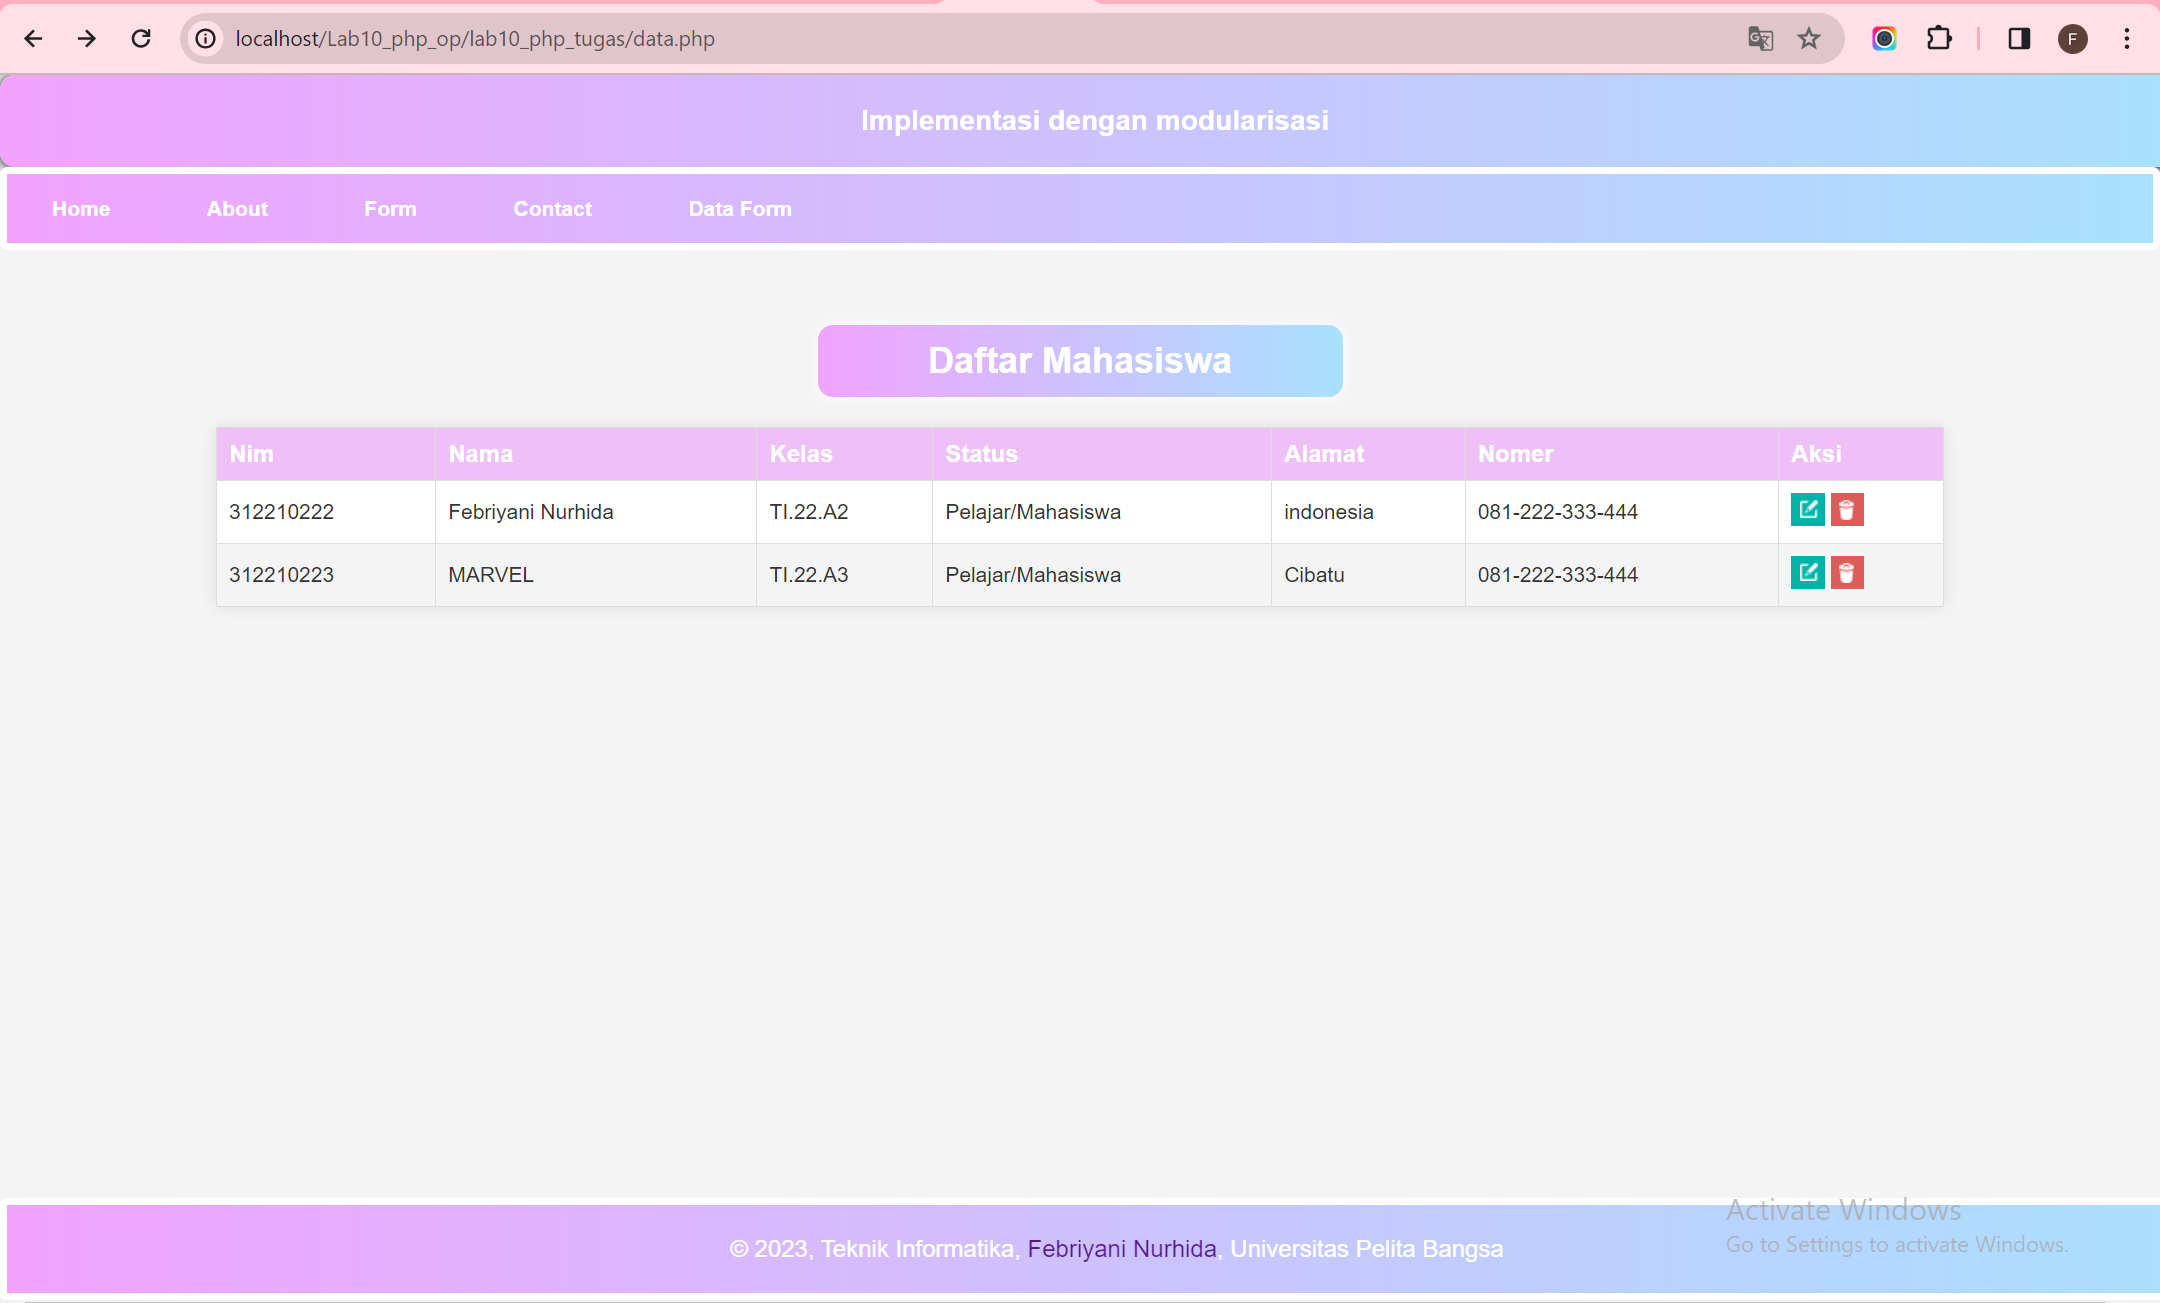 localhost/Lab10_php_op/lab10_php_tugas/data.php
F
Implementasi dengan modularisasi
Home About Form Contact Data Form
Daftar Mahasiswa
Nim Nama Kelas Status Alamat Nomer Aksi
312210222 Febriyani Nurhida TI.22.A2 Pelajar/Mahasiswa indonesia 081-222-333-444
312210223 MARVEL TI.22.A3 Pelajar/Mahasiswa Cibatu 081-222-333-444
Activate Windows
Go to Settings to activate Windows.
© 2023, Teknik Informatika, Febriyani Nurhida, Universitas Pelita Bangsa